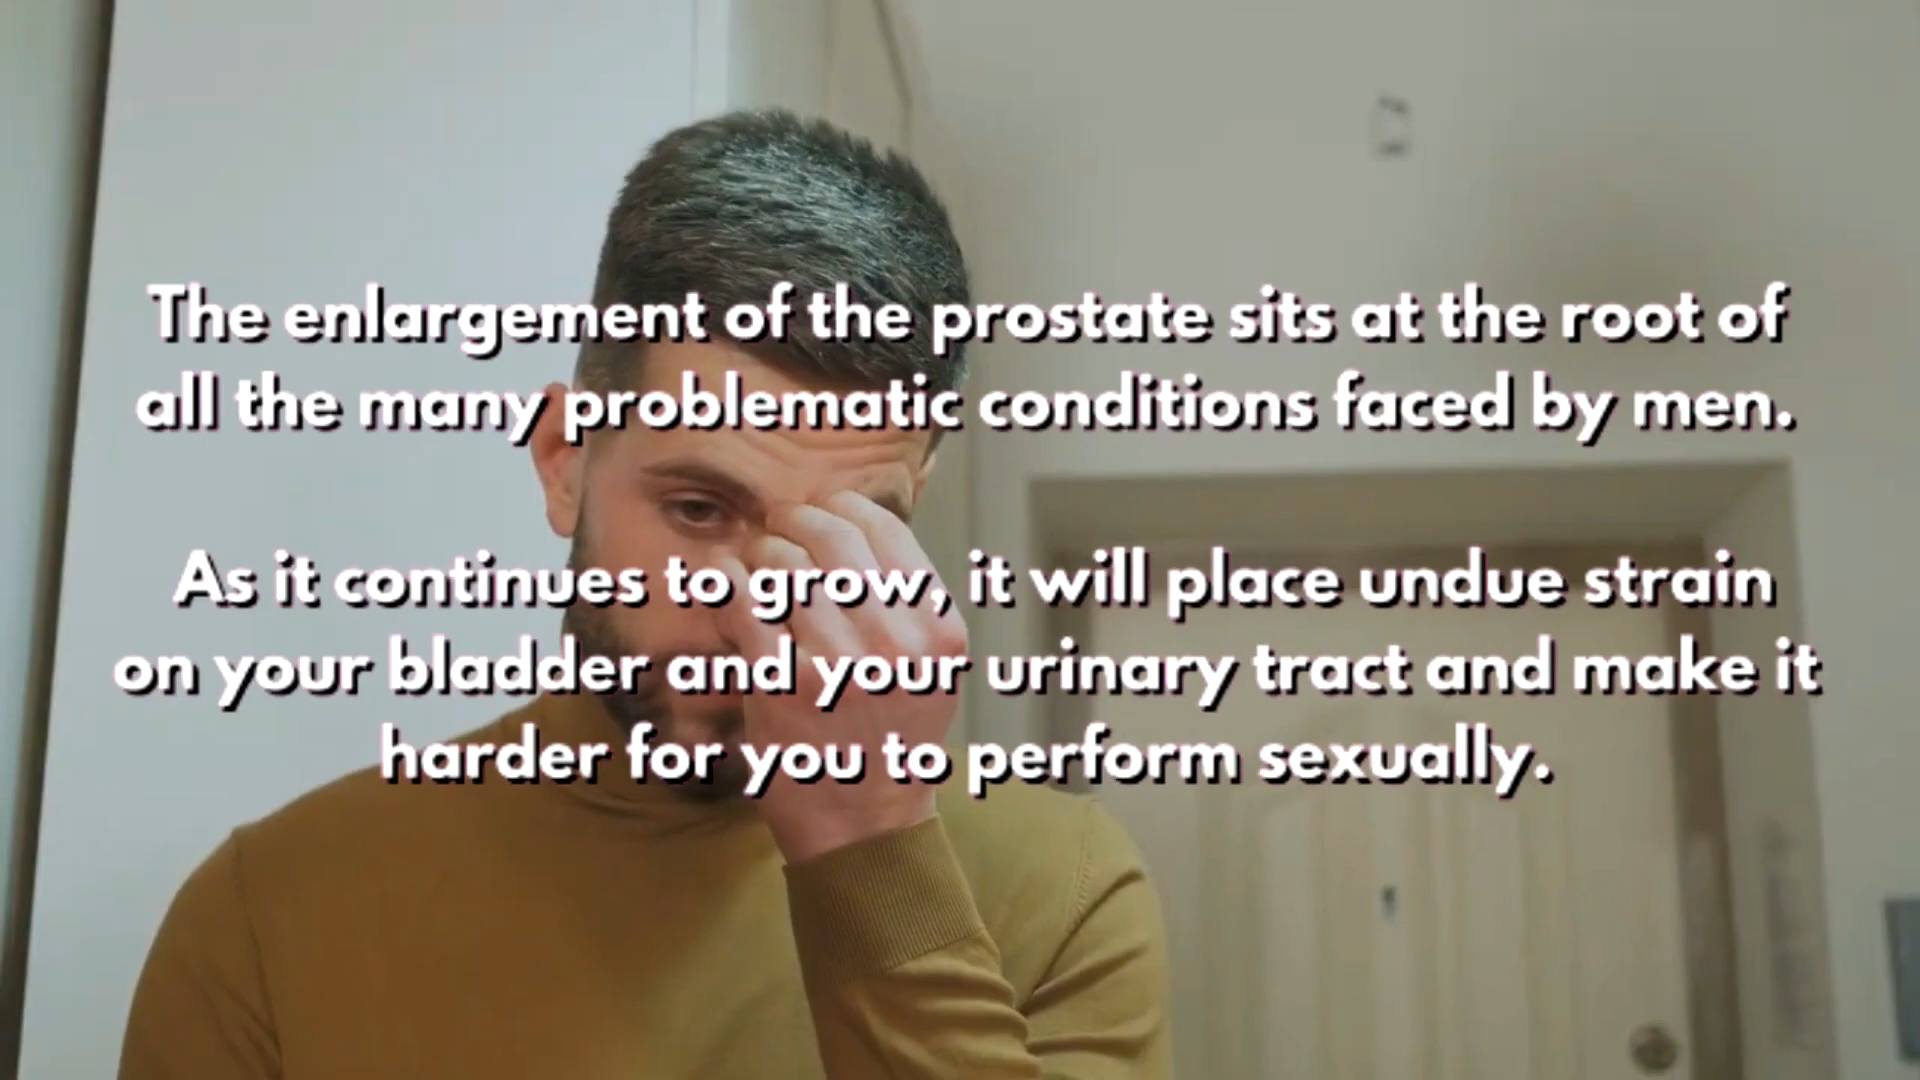 The enlargement of the prostate sits at the root of
all the many problematic conditions faced by men.
As it continues to grow, it will place undue strain
on your bladder and your urinary tract and make it
harder for you to perform sexually.